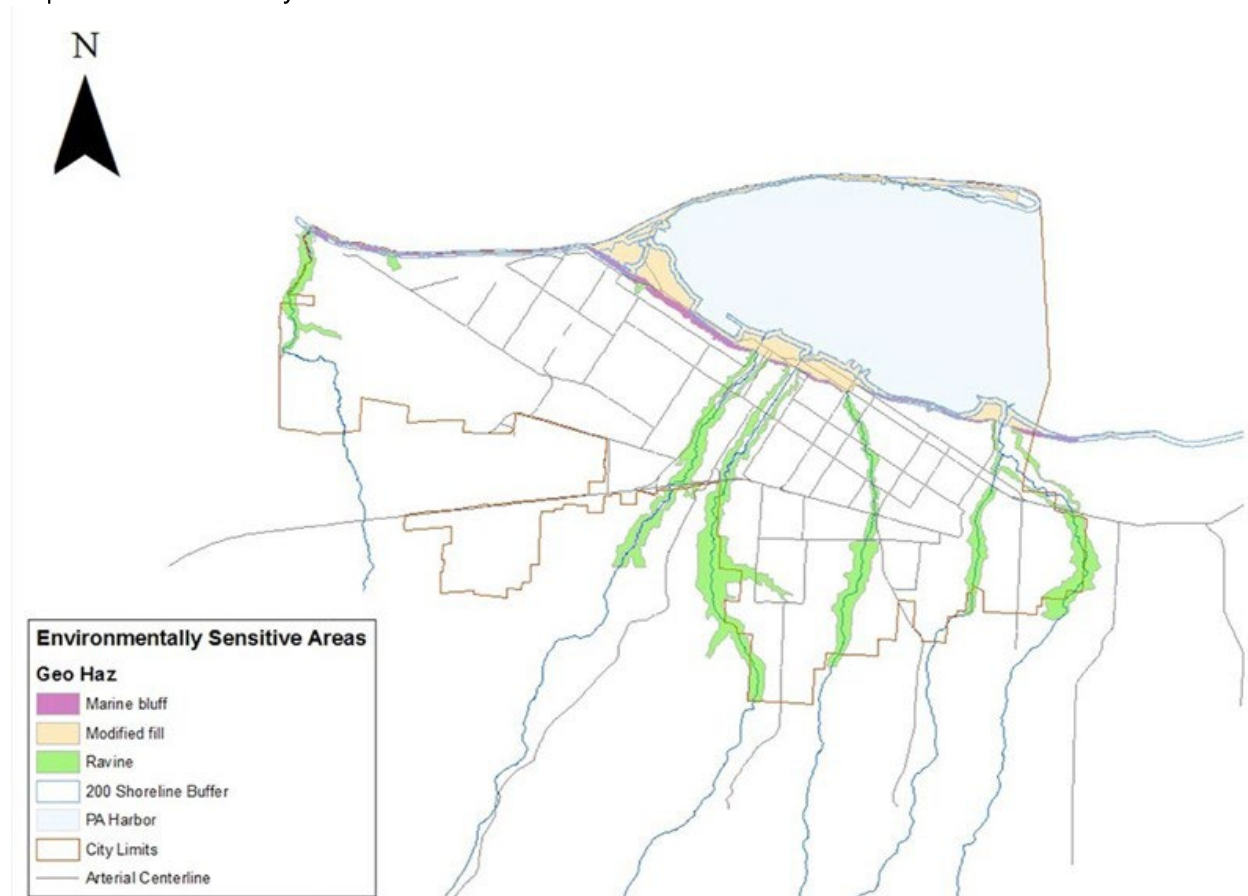 N
Environmentally Sensitive Areas
Geo Haz
Marine bluff
Modified fill
Ravine
200 Shoreline Buffer
PA Harbor
City Limits
Arterial Centerline